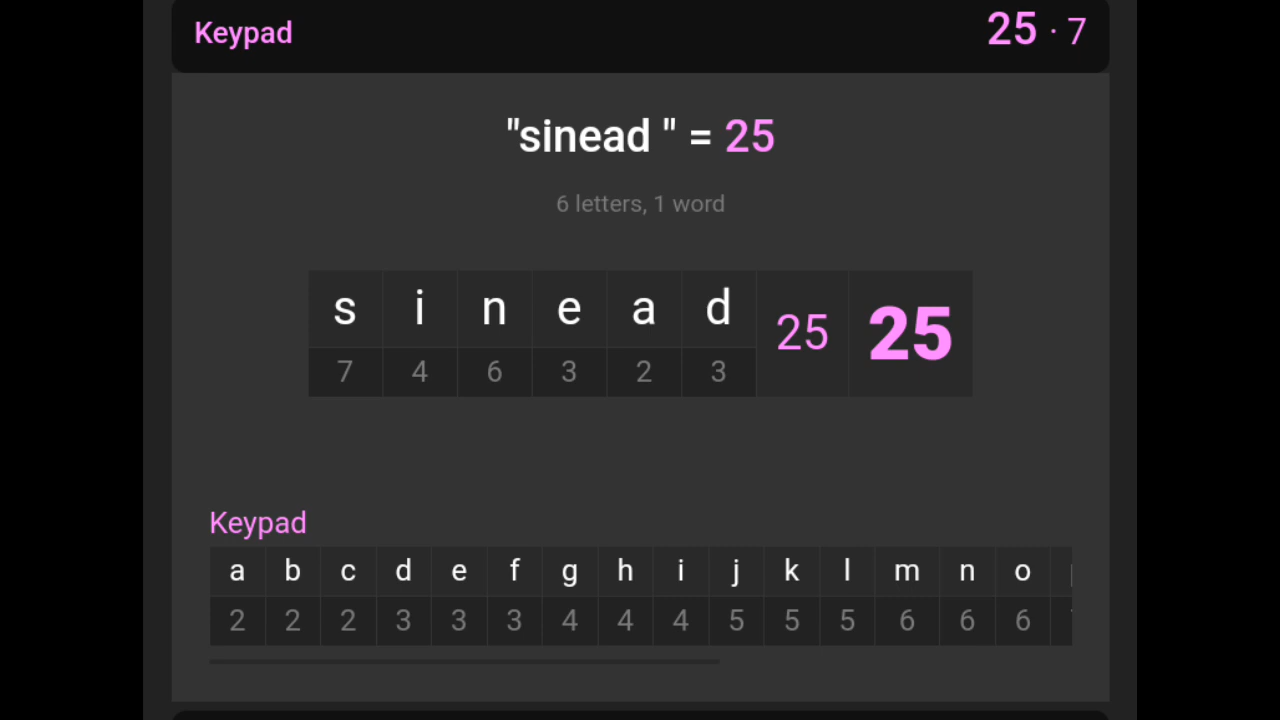 Keypad 25 · 7
"sinead " = 25
6 letters, 1 word
s i n e a d 25 25
7 4 6 3 2 3
Keypad
a b c d e f g h i j k l m n o
2 2 2 3 3 3 4 4 4 5 5 5 6 6 6